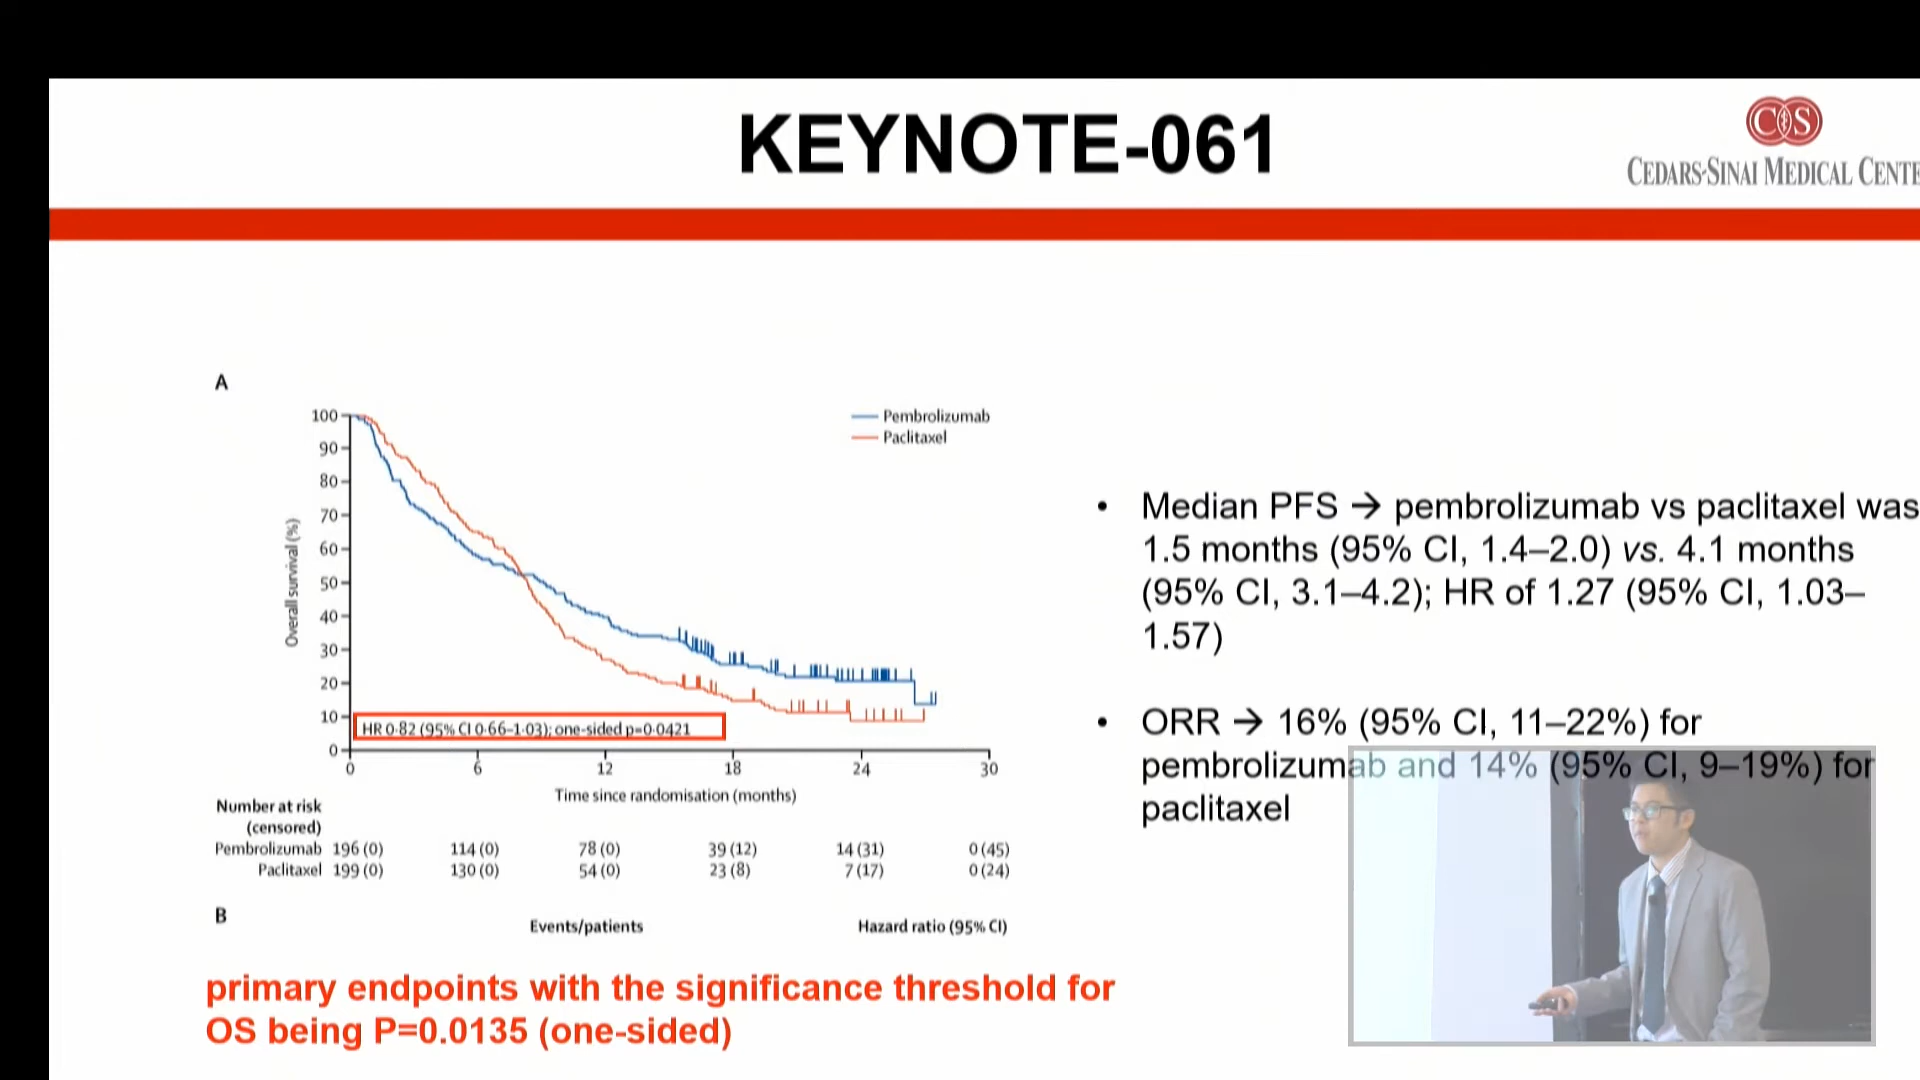 KEYNOTE-061
CS
CEDARS-SINAI MEDICAL CENTE
A
100
90
80
70
60
50
40
30
20
10
0
Overall survival (%)
Pembrolizumab
Paclitaxel
HR 0·82 (95% CI 0·66–1·03); one-sided p=0·0421
0 6 12 18 24 30
Time since randomisation (months)
Number at risk
(censored)
Pembrolizumab 196 (0) 114 (0) 78 (0) 39 (12) 14 (31) 0 (45)
Paclitaxel 199 (0) 130 (0) 54 (0) 23 (8) 7 (17) 0 (24)
B
Events/patients Hazard ratio (95% CI)
primary endpoints with the significance threshold for
OS being P=0.0135 (one-sided)
• Median PFS → pembrolizumab vs paclitaxel was
1.5 months (95% CI, 1.4–2.0) vs. 4.1 months
(95% CI, 3.1–4.2); HR of 1.27 (95% CI, 1.03–
1.57)
• ORR → 16% (95% CI, 11–22%) for
pembrolizumab and 14% (95% CI, 9–19%) for
paclitaxel